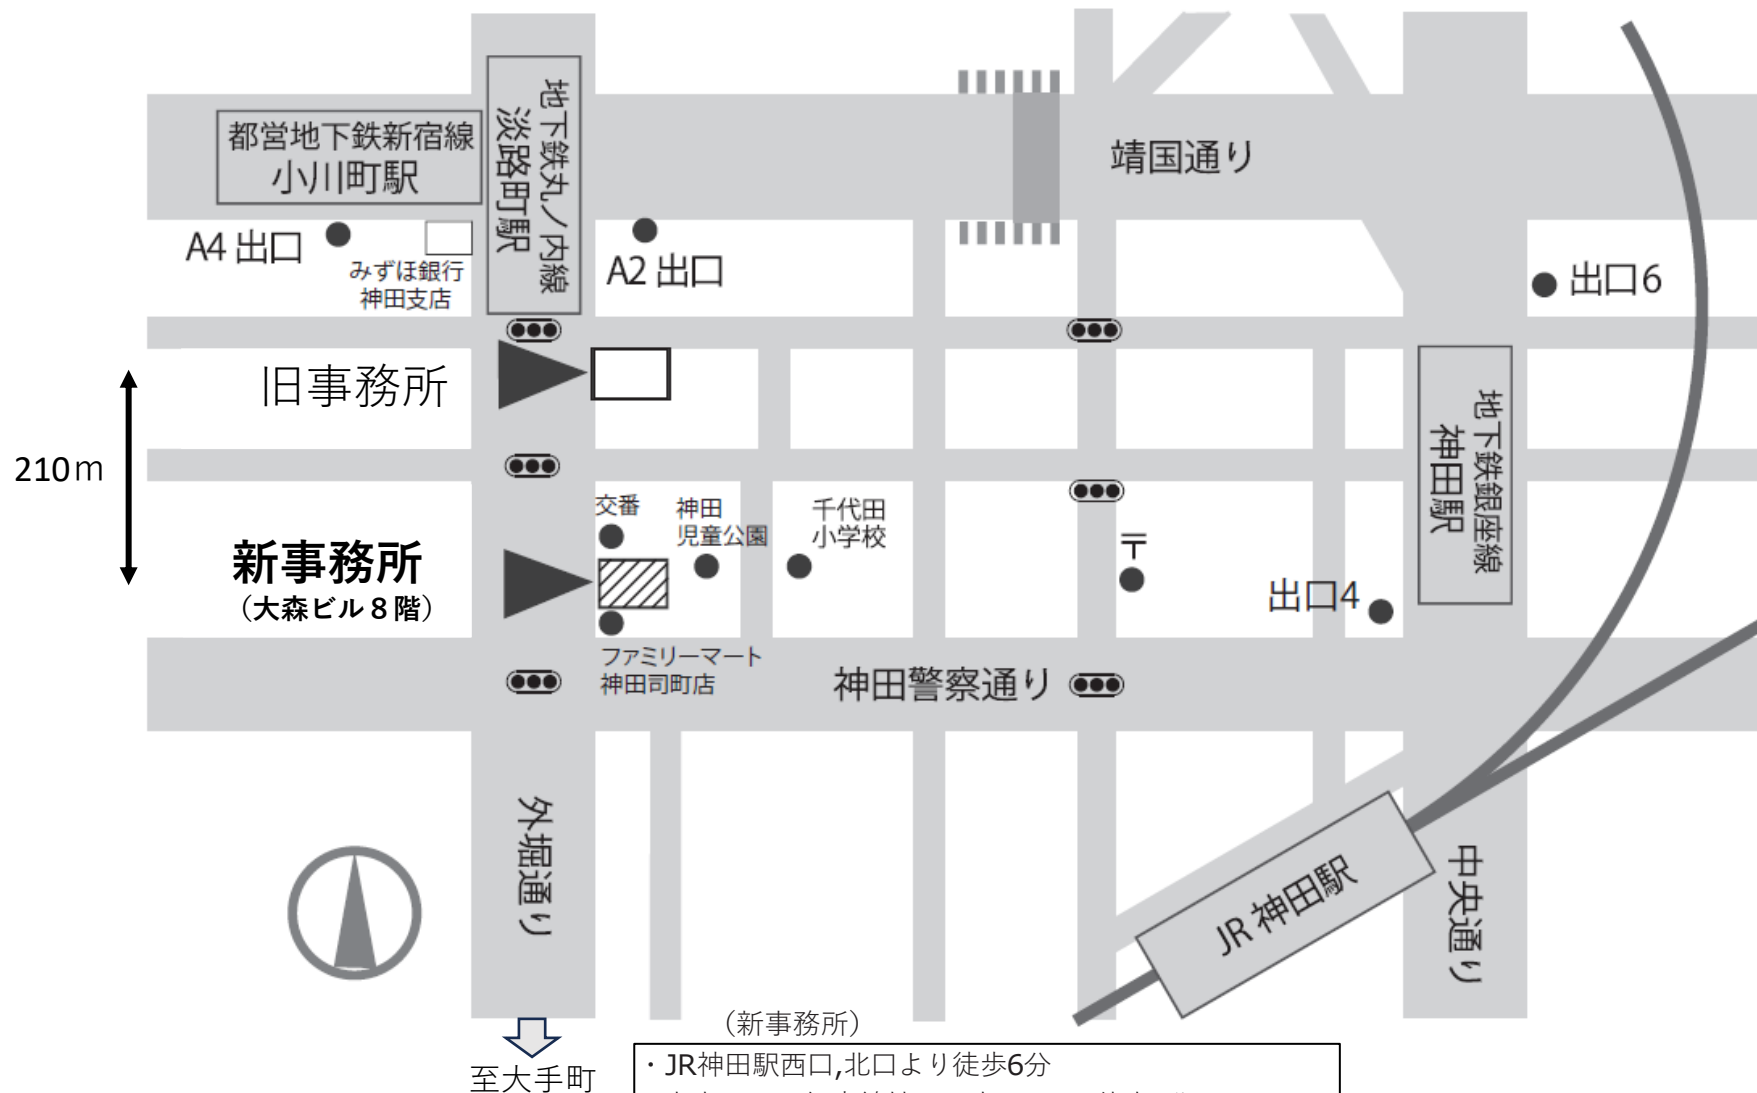 地下鉄丸ノ内線
淡路町駅
都営地下鉄新宿線
小川町駅
靖国通り
A4 出口
みずほ銀行
神田支店
A2 出口
出口6
旧事務所
地下鉄銀座線
神田駅
210m
交番
神田
児童公園
千代田
小学校
〒
新事務所
（大森ビル８階）
出口4
ファミリーマート
神田司町店
神田警察通り
外堀通り
JR 神田駅
中央通り
（新事務所）
・JR神田駅西口,北口より徒歩6分
至大手町